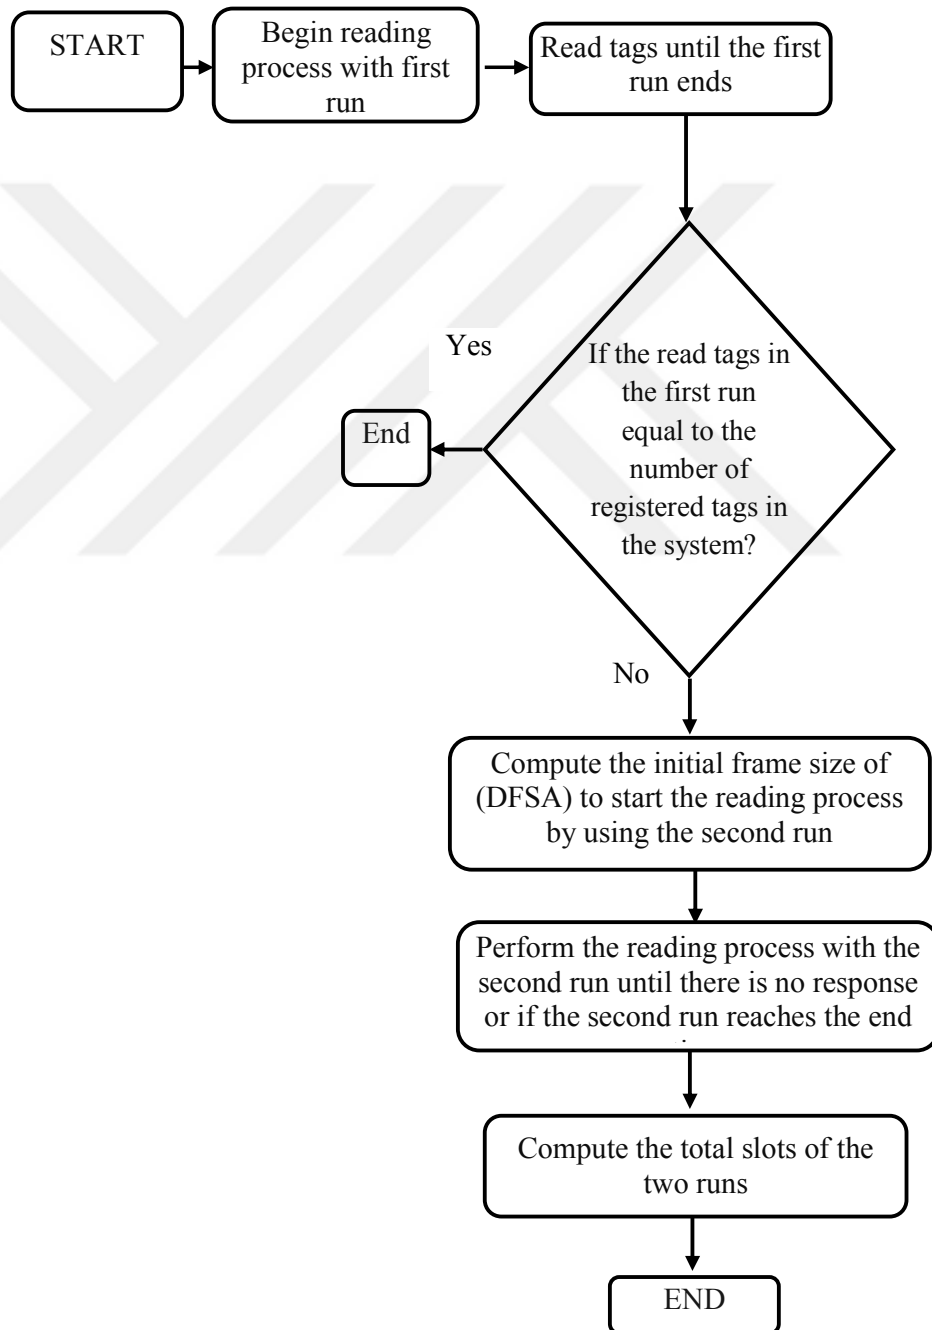 START
Begin reading
process with first
run
Read tags until the first
run ends
Yes
If the read tags in
the first run
equal to the
number of
registered tags in
the system?
End
No
Compute the initial frame size of
(DFSA) to start the reading process
by using the second run
Perform the reading process with the
second run until there is no response
or if the second run reaches the end
Compute the total slots of the
two runs
END